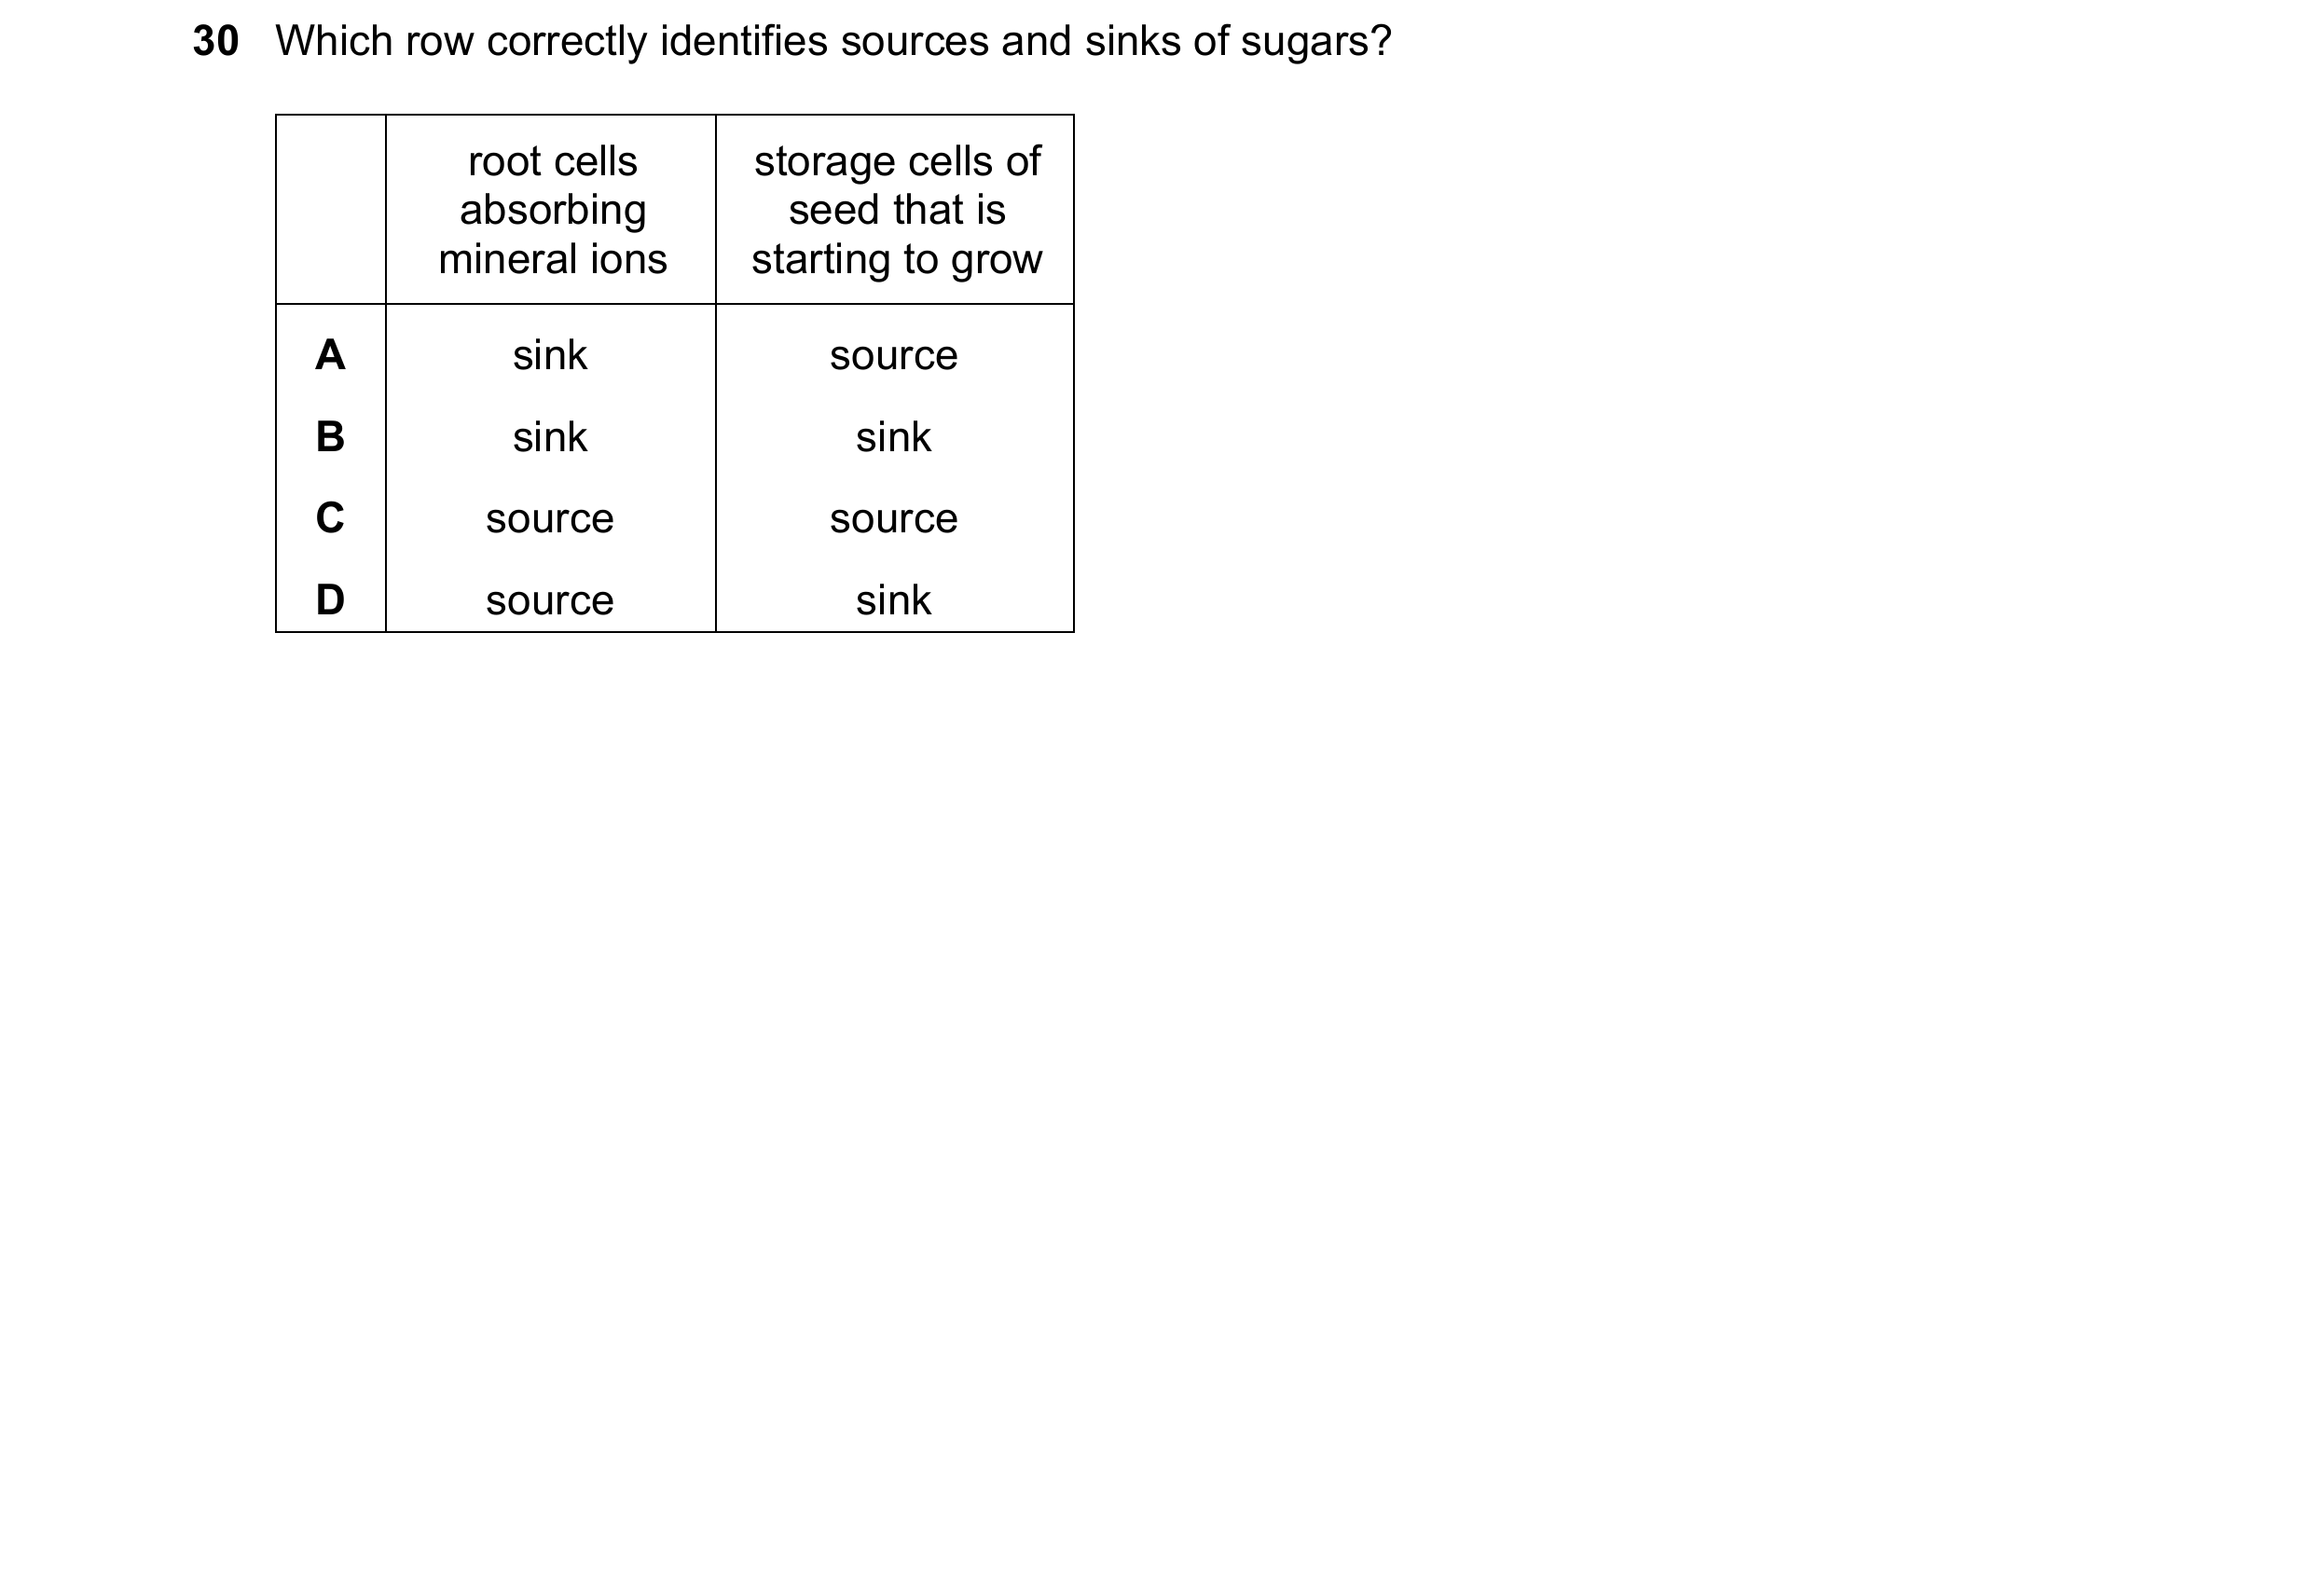 30 Which row correctly identifies sources and sinks of sugars?
root cells absorbing mineral ions
storage cells of seed that is starting to grow
A sink source
B sink sink
C source source
D source sink